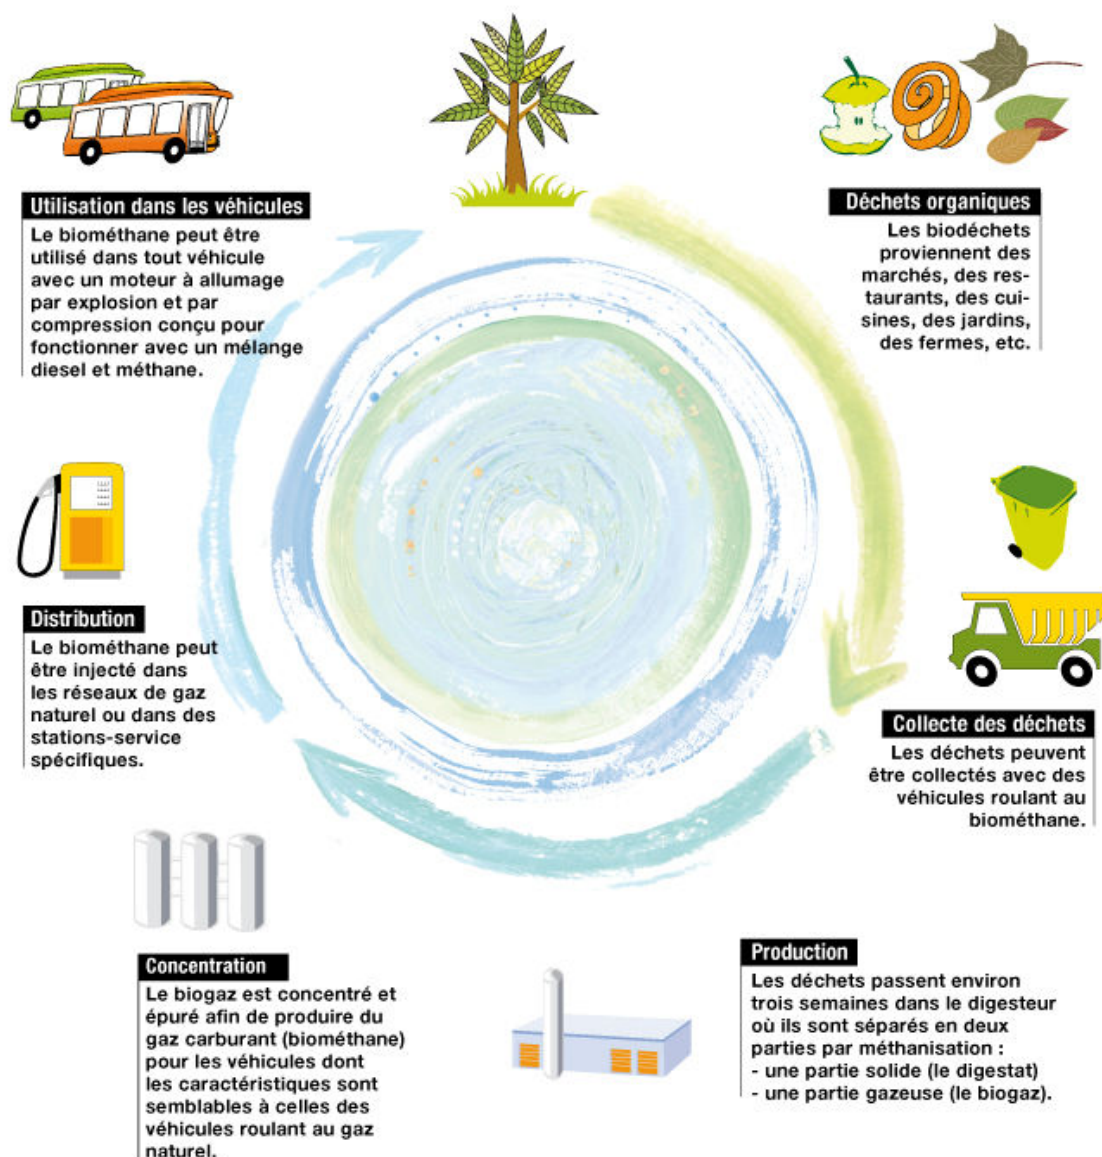 Utilisation dans les véhicules
Le biométhane peut être
utilisé dans tout véhicule
avec un moteur à allumage
par explosion et par
compression conçu pour
fonctionner avec un mélange
diesel et méthane.
Déchets organiques
Les biodéchets
proviennent des
marchés, des res-
taurants, des cui-
sines, des jardins,
des fermes, etc.
Collecte des déchets
Les déchets peuvent
être collectés avec des
véhicules roulant au
biométhane.
Production
Les déchets passent environ
trois semaines dans le digesteur
où ils sont séparés en deux
parties par méthanisation :
- une partie solide (le digestat)
- une partie gazeuse (le biogaz).
Concentration
Le biogaz est concentré et
épuré afin de produire du
gaz carburant (biométhane)
pour les véhicules dont
les caractéristiques sont
semblables à celles des
véhicules roulant au gaz
naturel.
Distribution
Le biométhane peut
être injecté dans
les réseaux de gaz
naturel ou dans des
stations-service
spécifiques.